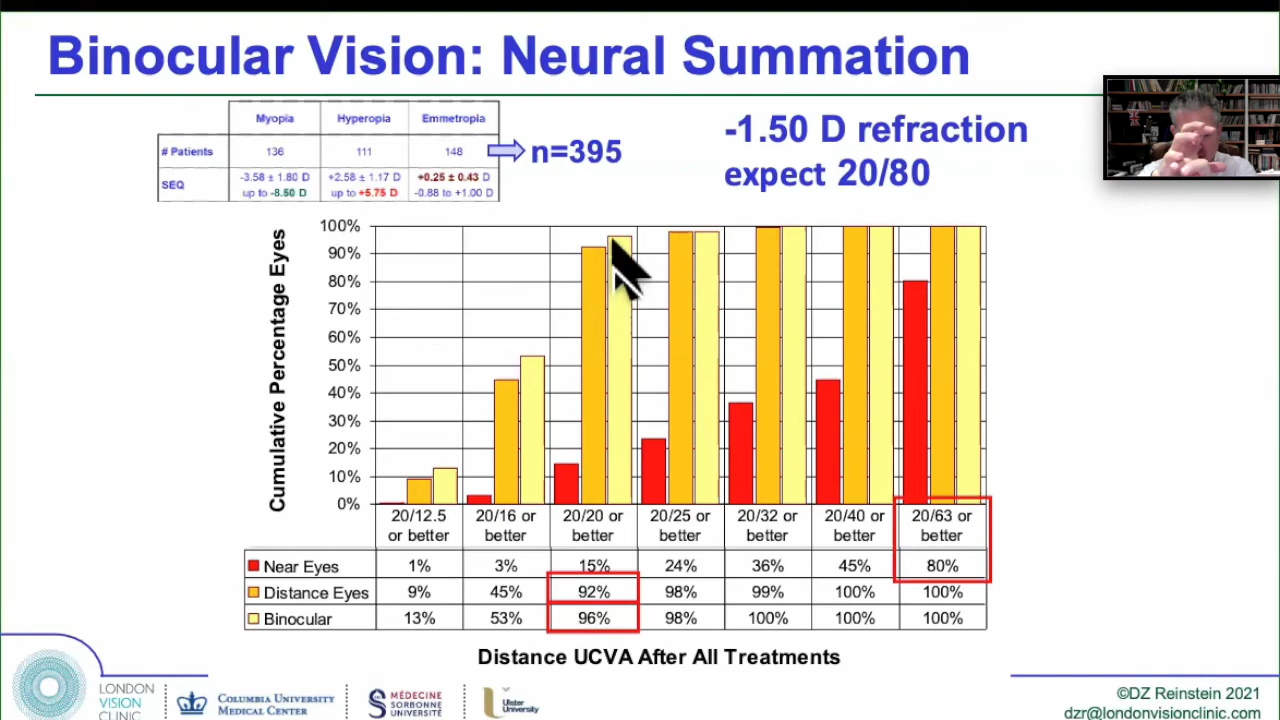 Binocular Vision: Neural Summation
Myopia Hyperopia Emmetropia
# Patients 136 111 148
SEQ -3.58 ± 1.80 D +2.58 ± 1.17 D +0.25 ± 0.43 D
up to -8.50 D up to +5.75 D -0.88 to +1.00 D
n=395
-1.50 D refraction
expect 20/80
Cumulative Percentage Eyes
100%
90%
80%
70%
60%
50%
40%
30%
20%
10%
0%
20/12.5 20/16 or 20/20 or 20/25 or 20/32 or 20/40 or 20/63 or
or better better better better better better better
Near Eyes 1% 3% 15% 24% 36% 45% 80%
Distance Eyes 9% 45% 92% 98% 99% 100% 100%
Binocular 13% 53% 96% 98% 100% 100% 100%
Distance UCVA After All Treatments
LONDON
VISION
CLINIC
COLUMBIA UNIVERSITY
MEDICAL CENTER
MÉDECINE
SORBONNE
UNIVERSITÉ
Ulster
University
©DZ Reinstein 2021
dzr@londonvisionclinic.com